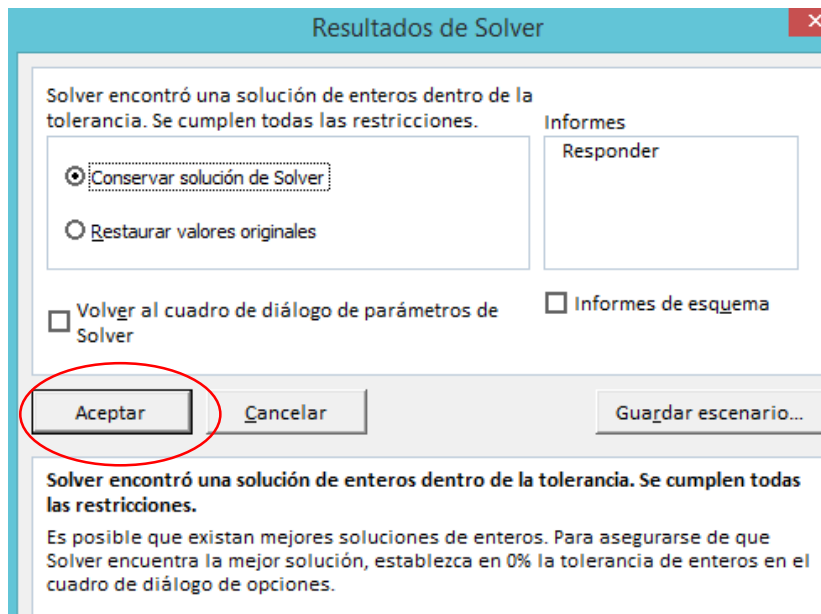 Resultados de Solver
Solver encontró una solución de enteros dentro de la
tolerancia. Se cumplen todas las restricciones.
Informes
Responder
Conservar solución de Solver
Restaurar valores originales
Volver al cuadro de diálogo de parámetros de
Solver
Informes de esquema
Aceptar
Cancelar
Guardar escenario...
Solver encontró una solución de enteros dentro de la tolerancia. Se cumplen todas
las restricciones.
Es posible que existan mejores soluciones de enteros. Para asegurarse de que
Solver encuentra la mejor solución, establezca en 0% la tolerancia de enteros en el
cuadro de diálogo de opciones.